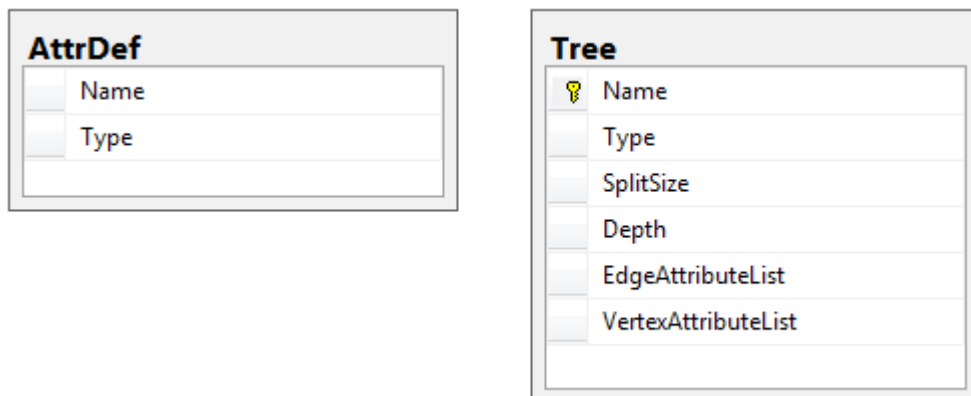 AttrDef
Name
Type
Tree
Name
Type
SplitSize
Depth
EdgeAttributeList
VertexAttributeList